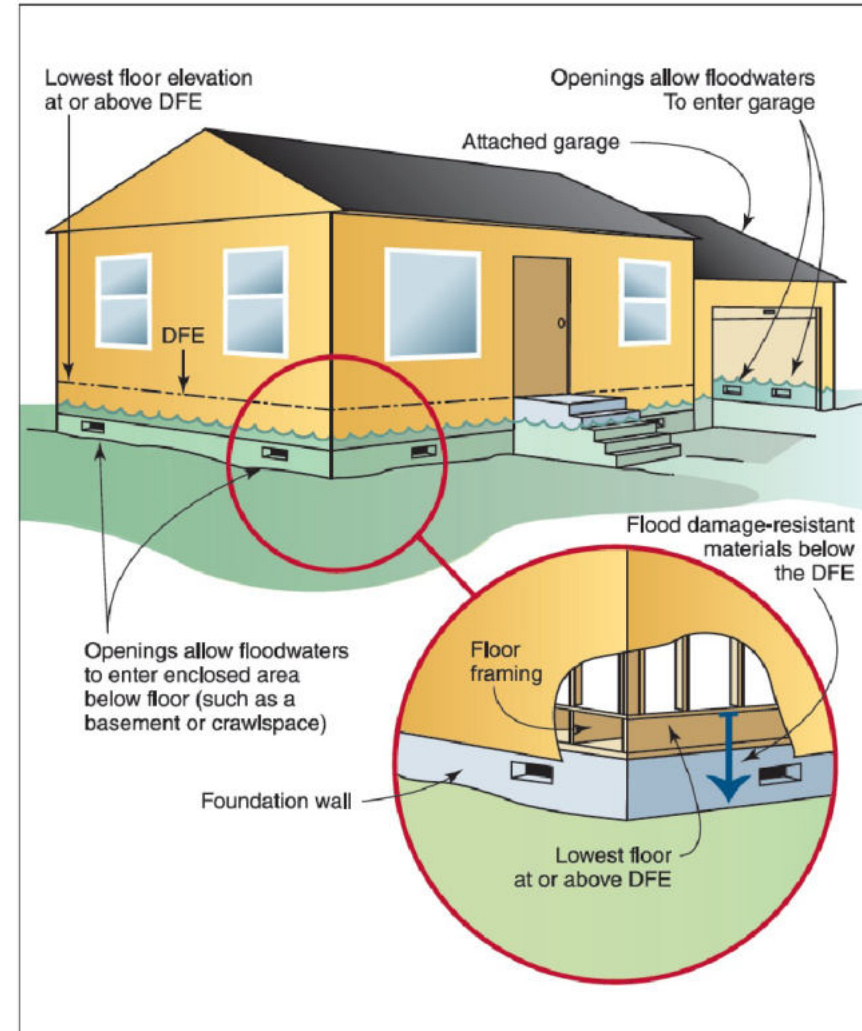 Lowest floor elevation
at or above DFE
Openings allow floodwaters
To enter garage
Attached garage
DFE
Flood damage-resistant
materials below
the DFE
Openings allow floodwaters
to enter enclosed area
below floor (such as a
basement or crawlspace)
Floor
framing
Foundation wall
Lowest floor
at or above DFE